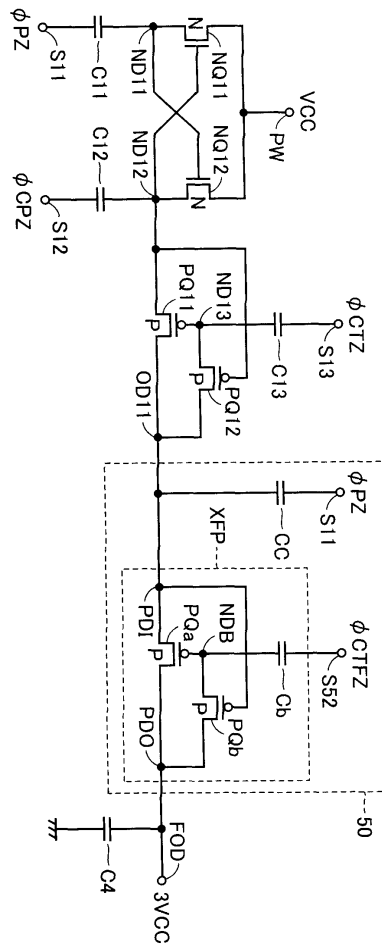 φPZ
S11
C11
ND11
N
NQ11
VCC
PW
φCPZ
S12
C12
ND12
NQ12
N
PQ11
P
ND13
PQ12
P
OD11
φCTZ
S13
C13
φPZ
S11
CC
XFP
PDI
PQa
P
NDB
PQb
P
PDO
φCTFZ
S52
Cb
50
FOD
3VCC
C4